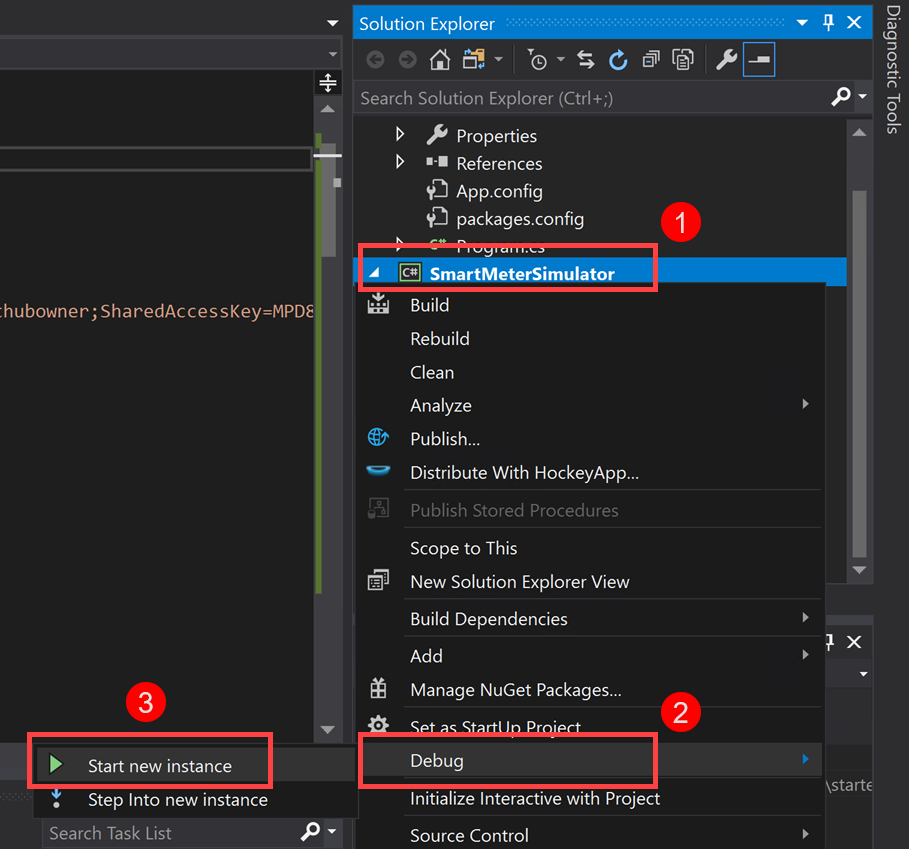 Solution Explorer
Diagnostic Tools
Search Solution Explorer (Ctrl+;)
Properties
References
App.config
packages.config
1
C# Program.cs
C# SmartMeterSimulator
Build
thubowner;SharedAccessKey=MPD8
Rebuild
Clean
Analyze
Publish...
Distribute With HockeyApp...
Publish Stored Procedures
Scope to This
New Solution Explorer View
Build Dependencies
Add
Manage NuGet Packages...
3
2
Set as StartUp Project
Debug
Start new instance
Step Into new instance
Initialize Interactive with Project
\starte
Search Task List
Source Control